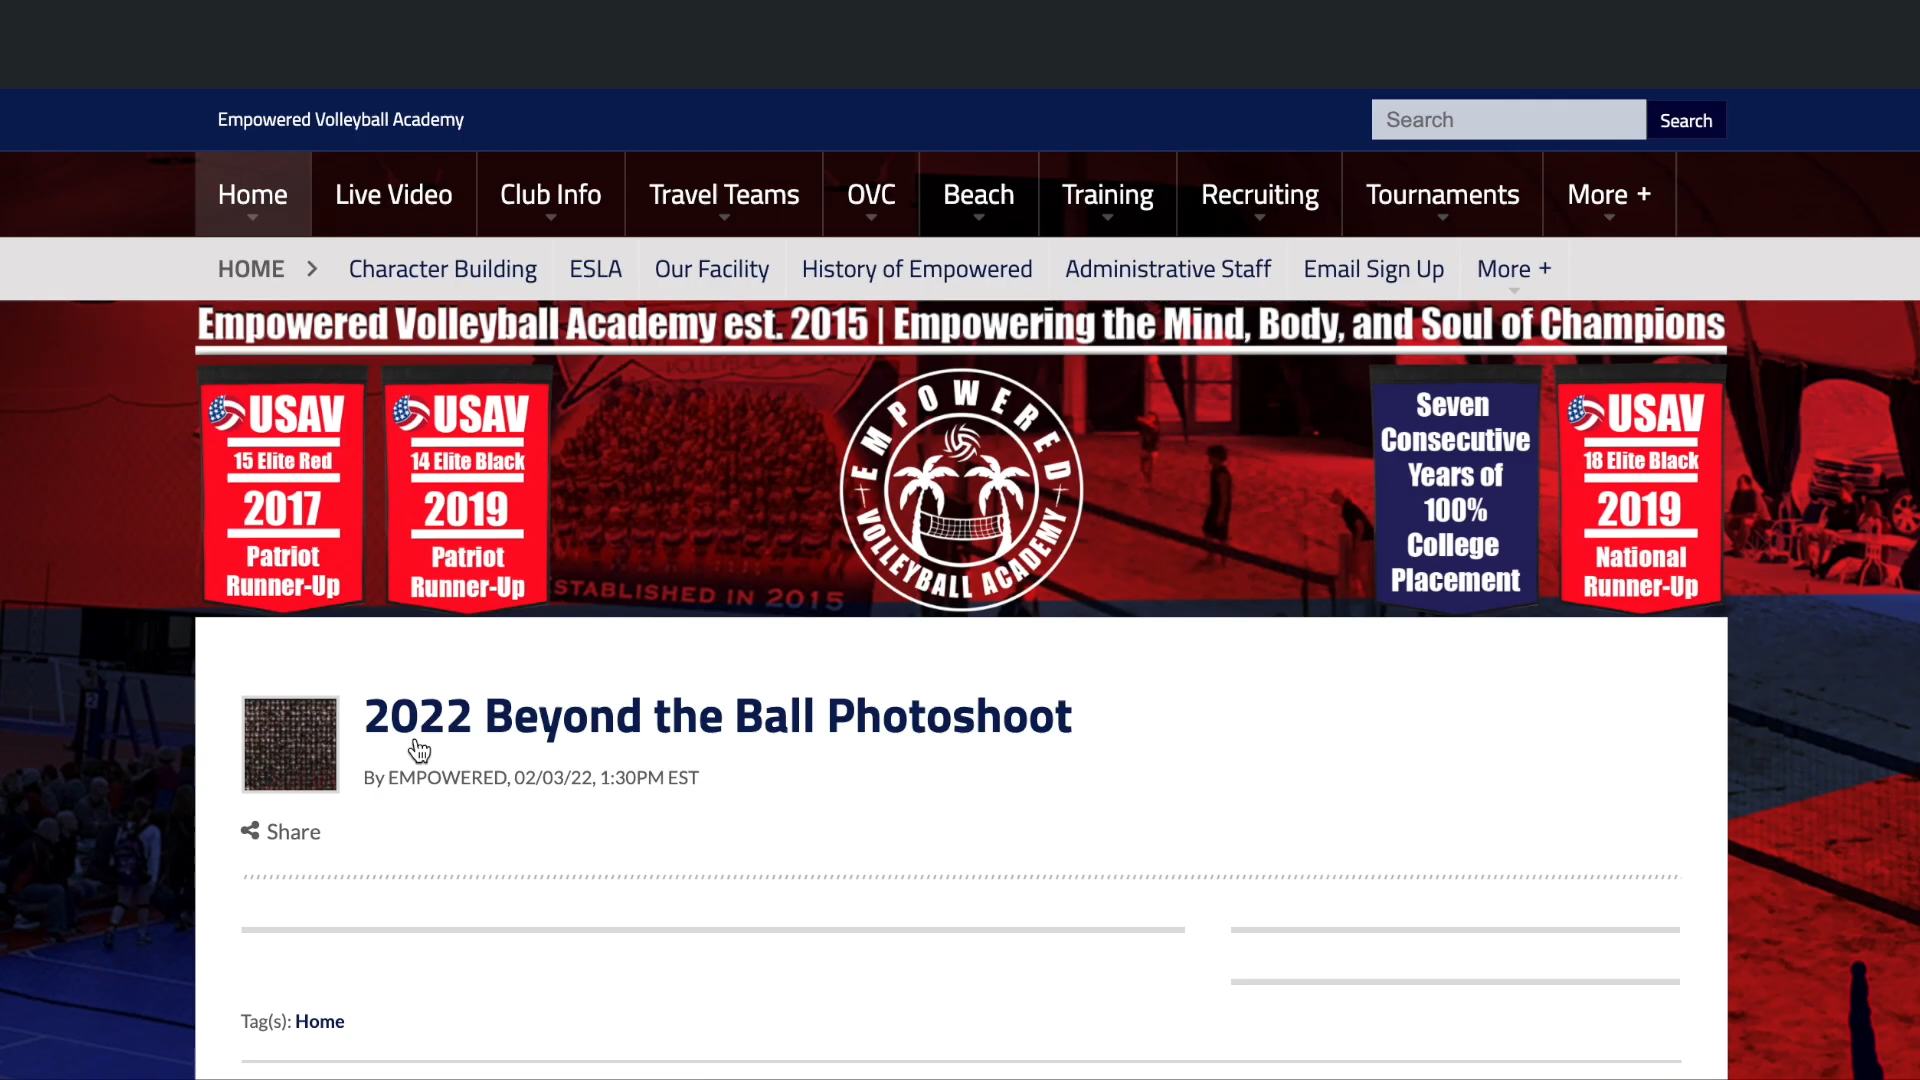 Empowered Volleyball Academy
Search
Search
Home
Live Video
Club Info
Travel Teams
OVC
Beach
Training
Recruiting
Tournaments
More +
HOME
Character Building
ESLA
Our Facility
History of Empowered
Administrative Staff
Email Sign Up
More +
Empowered Volleyball Academy est. 2015 | Empowering the Mind, Body, and Soul of Champions
USAV
15 Elite Red
2017
Patriot
Runner-Up
USAV
14 Elite Black
2019
Patriot
Runner-Up
ESTABLISHED IN 2015
EMPOWERED
VOLLEYBALL ACADEMY
Seven
Consecutive
Years of
100%
College
Placement
USAV
18 Elite Black
2019
National
Runner-Up
2022 Beyond the Ball Photoshoot
By EMPOWERED, 02/03/22, 1:30PM EST
Share
Tag(s): Home